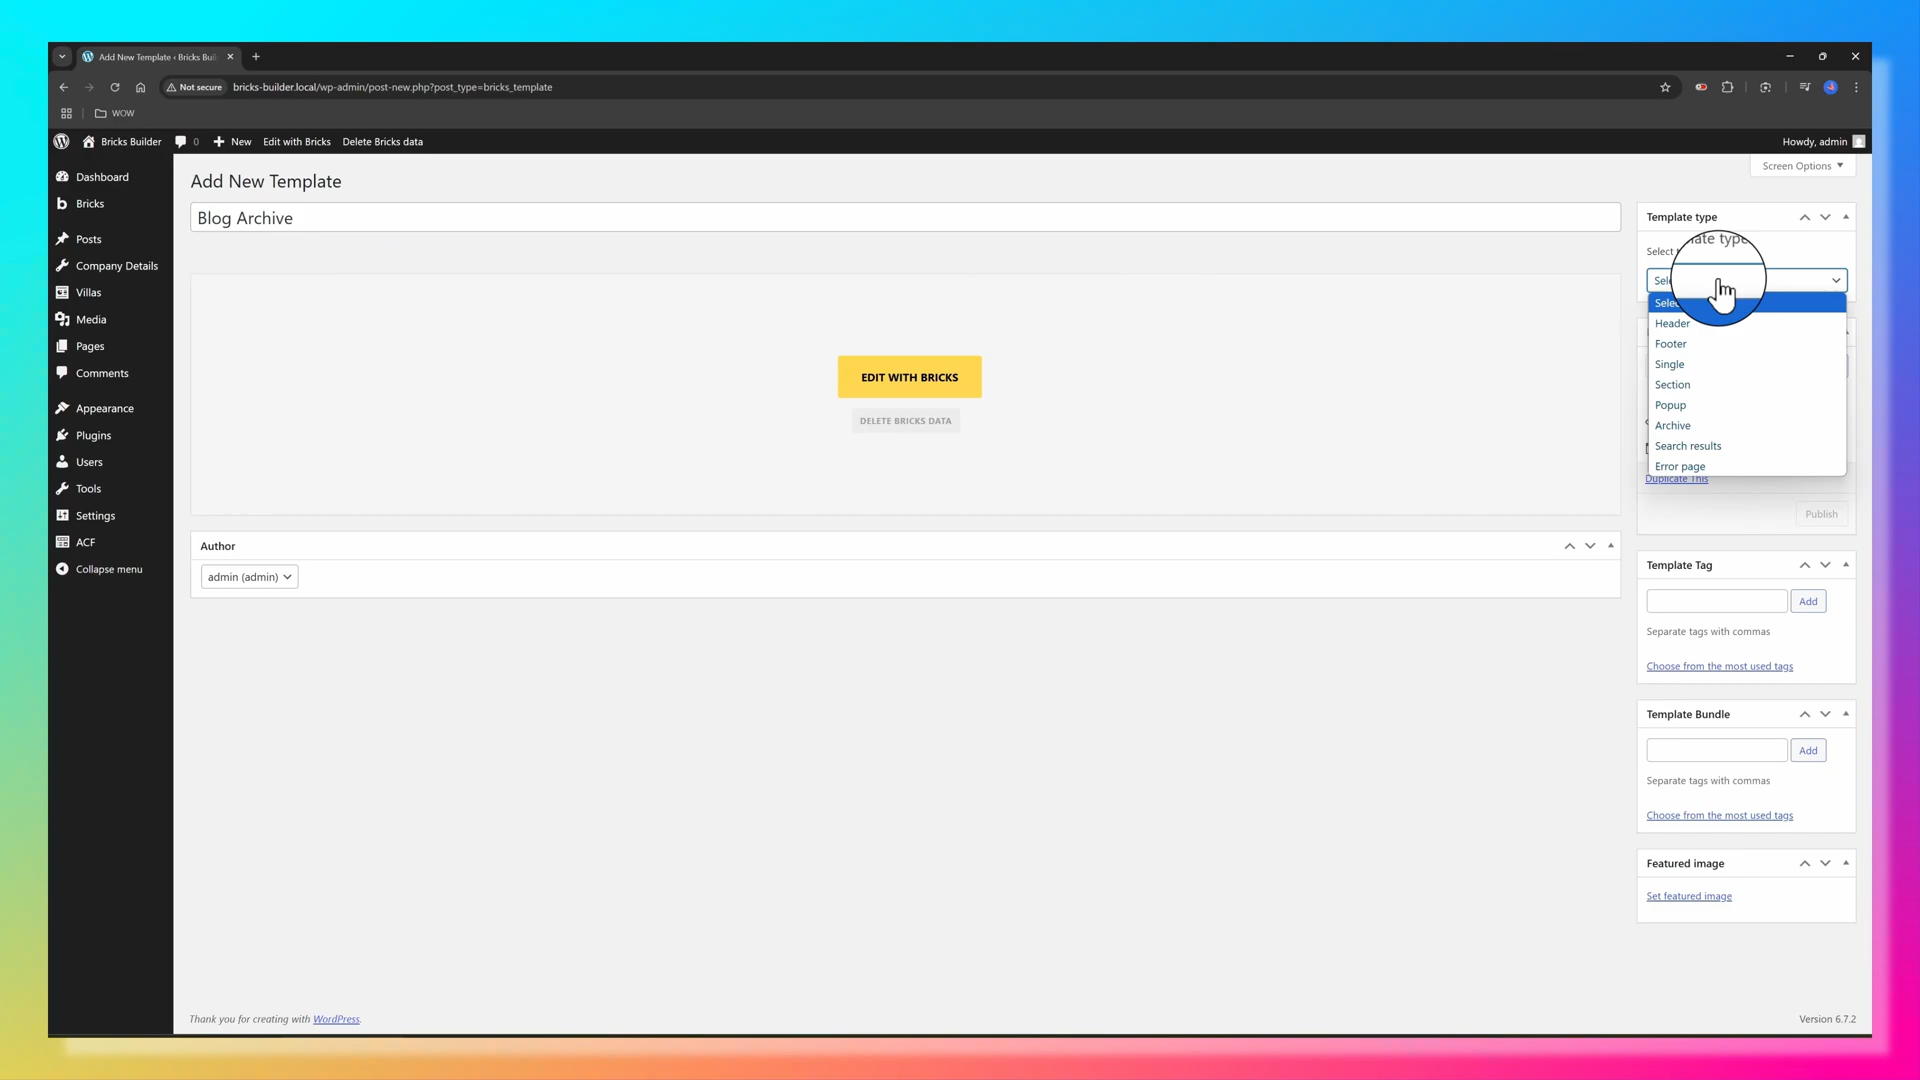 Add New Template ‹ Bricks Bui
Not secure
bricks-builder.local/wp-admin/post-new.php?post_type=bricks_template
WOW
Bricks Builder
0
New
Edit with Bricks
Delete Bricks data
Howdy, admin
Screen Options
Dashboard
Bricks
Posts
Company Details
Villas
Media
Pages
Comments
Appearance
Plugins
Users
Tools
Settings
ACF
Collapse menu
Add New Template
Blog Archive
EDIT WITH BRICKS
DELETE BRICKS DATA
Author
admin (admin)
Template type
Select
Header
Footer
Single
Section
Popup
Archive
Search results
Error page
Duplicate This
Publish
Template Tag
Add
Separate tags with commas
Choose from the most used tags
Template Bundle
Add
Separate tags with commas
Choose from the most used tags
Featured image
Set featured image
Thank you for creating with WordPress.
Version 6.7.2